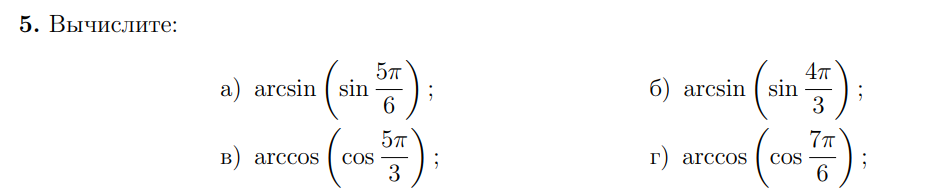 5. Вычислите:
а) arcsin (sin 5π/6) ; б) arcsin (sin 4π/3) ;
в) arccos (cos 5π/3) ; г) arccos (cos 7π/6) ;